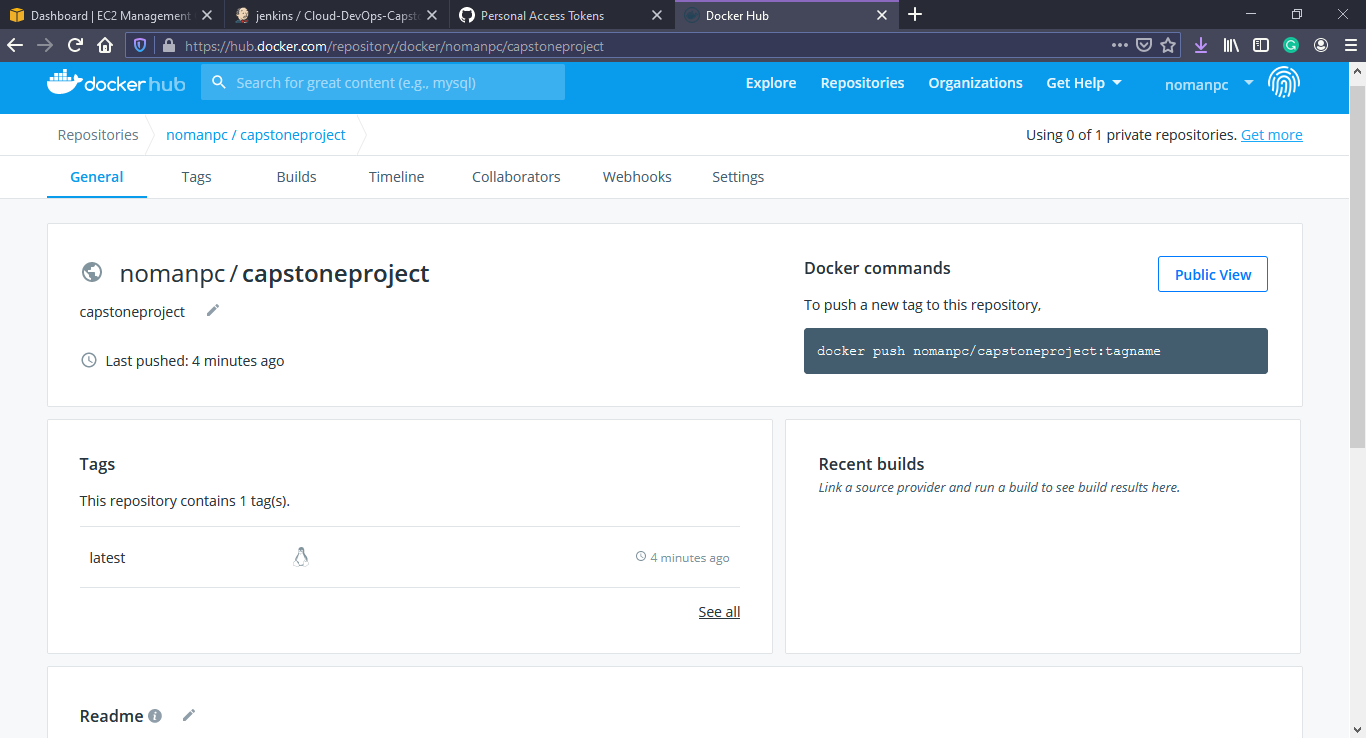 Dashboard | EC2 Management
jenkins / Cloud-DevOps-Capst
Personal Access Tokens
Docker Hub
https://hub.docker.com/repository/docker/nomanpc/capstoneproject
docker hub
Search for great content (e.g., mysql)
Explore
Repositories
Organizations
Get Help
nomanpc
Repositories
nomanpc / capstoneproject
Using 0 of 1 private repositories. Get more
General
Tags
Builds
Timeline
Collaborators
Webhooks
Settings
nomanpc / capstoneproject
capstoneproject
Last pushed: 4 minutes ago
Docker commands
Public View
To push a new tag to this repository,
docker push nomanpc/capstoneproject:tagname
Tags
This repository contains 1 tag(s).
latest
4 minutes ago
See all
Recent builds
Link a source provider and run a build to see build results here.
Readme